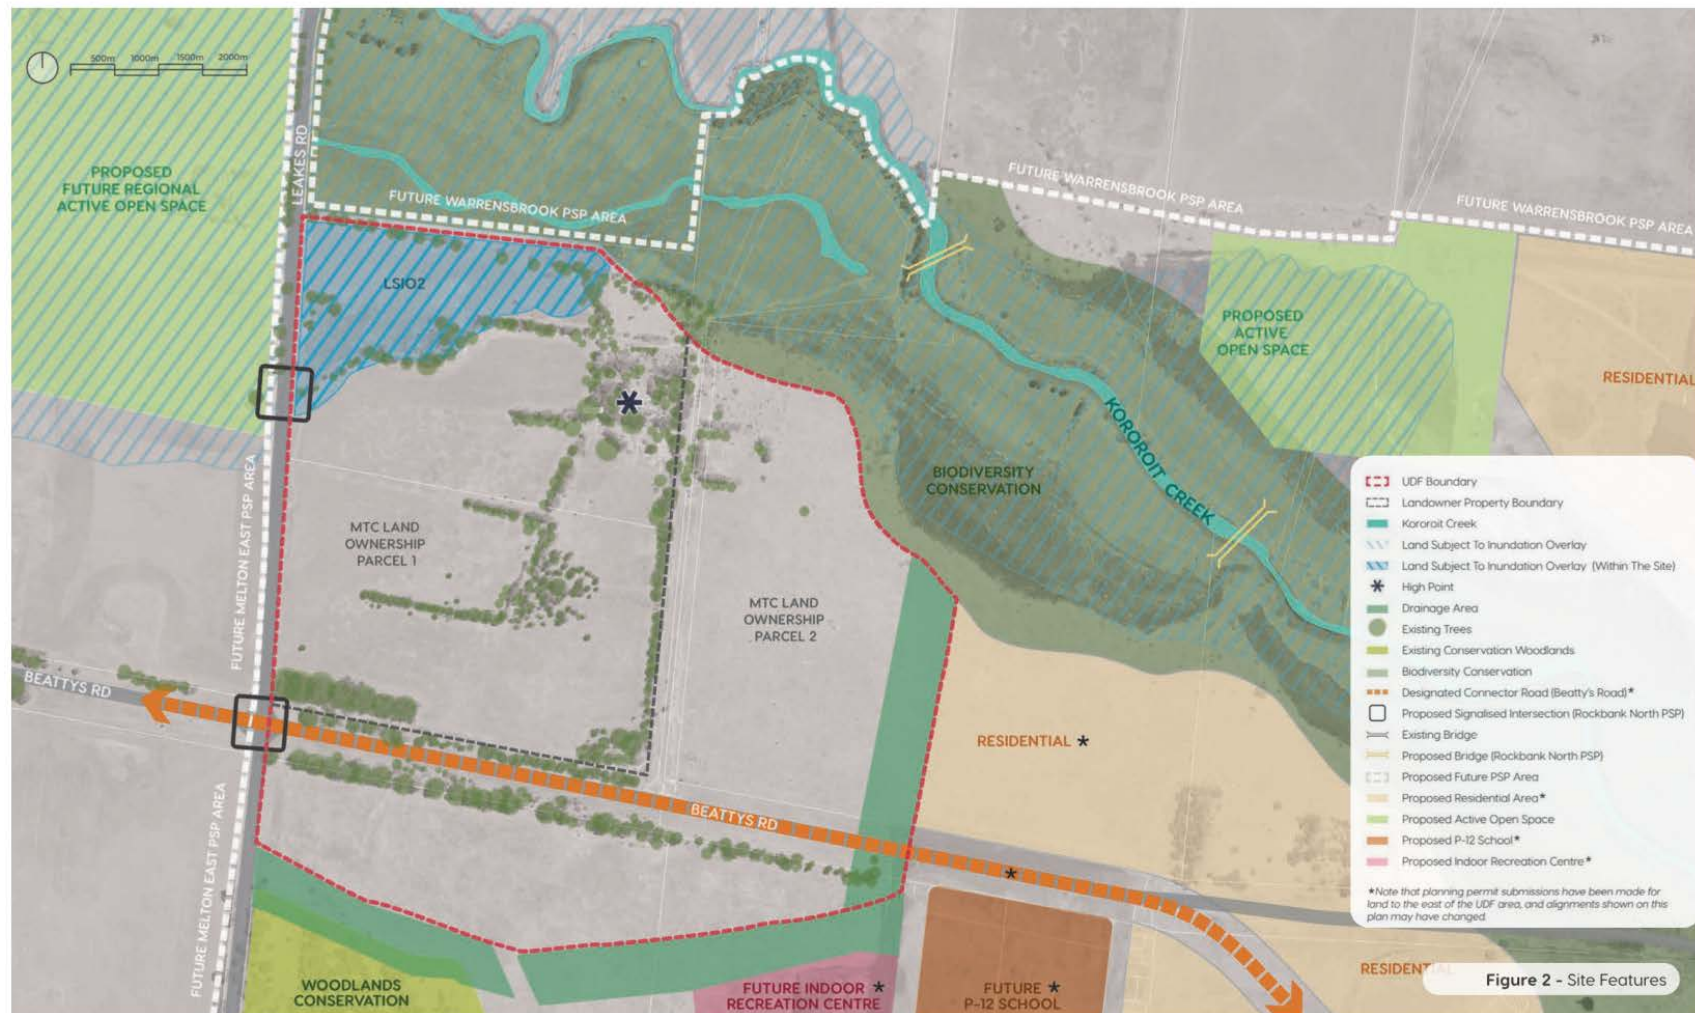 500m 1000m 1500m 2000m
PROPOSED
FUTURE REGIONAL
ACTIVE OPEN SPACE
LEAKES RD
FUTURE WARRENSBROOK PSP AREA
FUTURE WARRENSBROOK PSP AREA
FUTURE WARRENSBROOK PSP AREA
LSIO2
PROPOSED
ACTIVE
OPEN SPACE
RESIDENTIAL
KOROROIT CREEK
BIODIVERSITY
CONSERVATION
MTC LAND
OWNERSHIP
PARCEL 1
MTC LAND
OWNERSHIP
PARCEL 2
FUTURE MELTON EAST PSP AREA
BEATTYS RD
RESIDENTIAL *
BEATTYS RD
*
FUTURE MELTON EAST PSP AREA
WOODLANDS
CONSERVATION
FUTURE INDOOR *
RECREATION CENTRE
FUTURE *
P-12 SCHOOL
UDF Boundary
Landowner Property Boundary
Kororoit Creek
Land Subject To Inundation Overlay
Land Subject To Inundation Overlay (Within The Site)
High Point
Drainage Area
Existing Trees
Existing Conservation Woodlands
Biodiversity Conservation
Designated Connector Road (Beatty's Road)*
Proposed Signalised Intersection (Rockbank North PSP)
Existing Bridge
Proposed Bridge (Rockbank North PSP)
Proposed Future PSP Area
Proposed Residential Area*
Proposed Active Open Space
Proposed P-12 School*
Proposed Indoor Recreation Centre*
*Note that planning permit submissions have been made for
land to the east of the UDF area, and alignments shown on this
plan may have changed.
RESIDENT
Figure 2 - Site Features